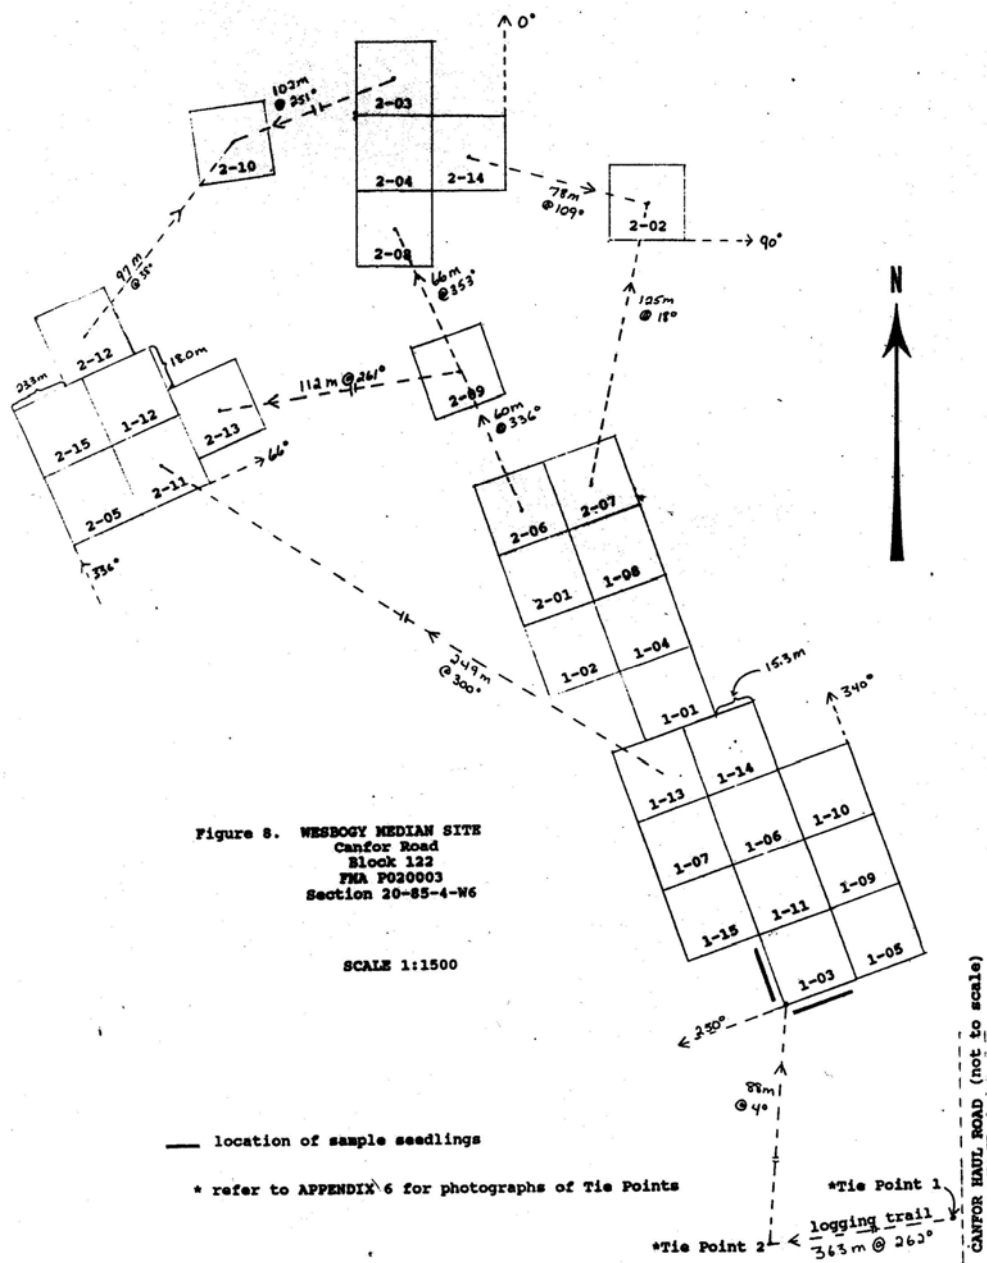 0°
102m
@ 251°
2-03
2-10
2-04
2-14
78m
@109°
2-02
90°
2-08
66m
@353°
N
97m
@ 38°
125m
@ 18°
2-12
18.0m
23.3m
112m @ 261°
2-09
60m
@336°
1-12
2-13
2-15
66°
2-11
2-05
336°
2-07
2-06
1-08
2-01
1-04
1-02
249m
@ 300°
15.3m
340°
1-01
1-14
1-13
1-10
1-06
1-07
1-09
1-11
1-15
1-05
1-03
250°
Figure 8. WESBOGY MEDIAN SITE
Canfor Road
Block 122
FMA P020003
Section 20-85-4-W6
SCALE 1:1500
88m
@ 4°
CANFOR HAUL ROAD (not to scale)
location of sample seedlings
* refer to APPENDIX 6 for photographs of Tie Points
*Tie Point 1
logging trail
*Tie Point 2
363m @ 262°